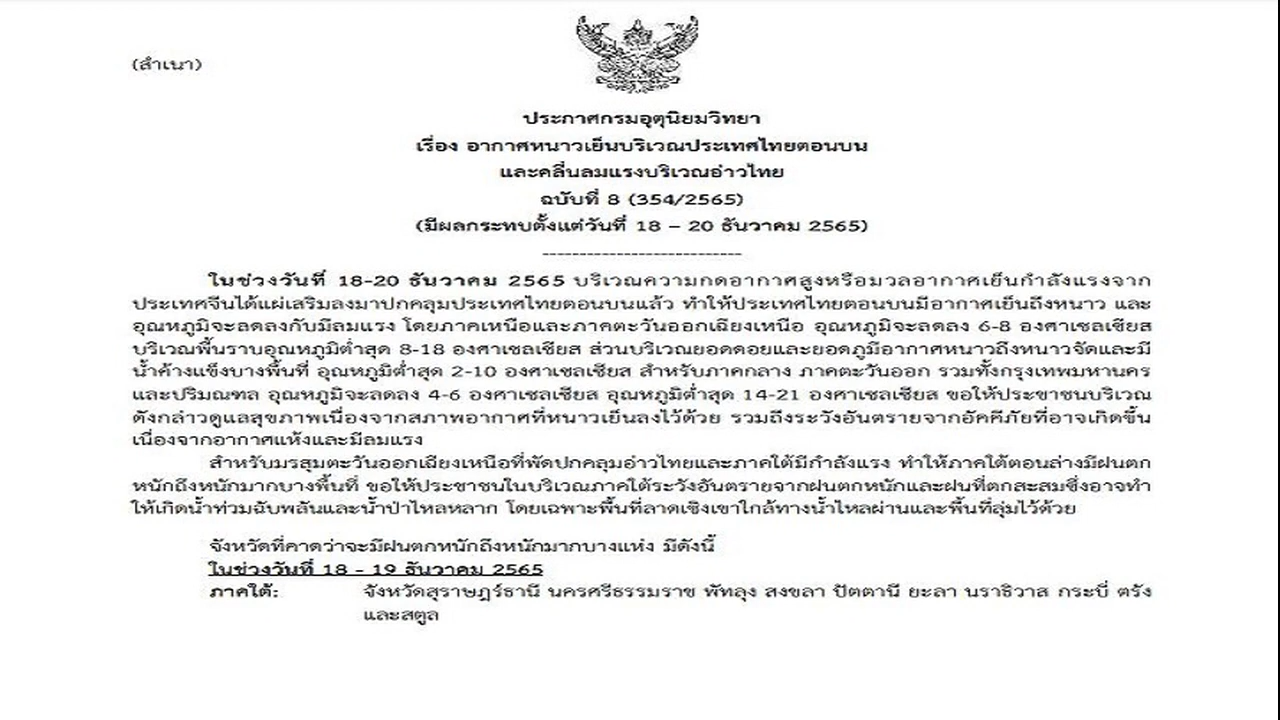 (สำเนา)
ประกาศกรมอุตุนิยมวิทยา
เรื่อง อากาศหนาวเย็นบริเวณประเทศไทยตอนบน
และคลื่นลมแรงบริเวณอ่าวไทย
ฉบับที่ 8 (354/2565)
(มีผลกระทบตั้งแต่วันที่ 18 – 20 ธันวาคม 2565)
---------------------------
ในช่วงวันที่ 18–20 ธันวาคม 2565 บริเวณความกดอากาศสูงหรือมวลอากาศเย็นกำลังแรงจาก
ประเทศจีนได้แผ่เสริมลงมาปกคลุมประเทศไทยตอนบนแล้ว ทำให้ประเทศไทยตอนบนมีอากาศเย็นถึงหนาว และ
อุณหภูมิจะลดลงกับมีลมแรง โดยภาคเหนือและภาคตะวันออกเฉียงเหนือ อุณหภูมิจะลดลง 6-8 องศาเซลเซียส
บริเวณพื้นราบอุณหภูมิต่ำสุด 8-18 องศาเซลเซียส ส่วนบริเวณยอดดอยและยอดภูมีอากาศหนาวถึงหนาวจัดและมี
น้ำค้างแข็งบางพื้นที่ อุณหภูมิต่ำสุด 2-10 องศาเซลเซียส สำหรับภาคกลาง ภาคตะวันออก รวมทั้งกรุงเทพมหานคร
และปริมณฑล อุณหภูมิจะลดลง 4-6 องศาเซลเซียส อุณหภูมิต่ำสุด 14-21 องศาเซลเซียส ขอให้ประชาชนบริเวณ
ดังกล่าวดูแลสุขภาพเนื่องจากสภาพอากาศที่หนาวเย็นลงไว้ด้วย รวมถึงระวังอันตรายจากอัคคีภัยที่อาจเกิดขึ้น
เนื่องจากอากาศแห้งและมีลมแรง
สำหรับมรสุมตะวันออกเฉียงเหนือที่พัดปกคลุมอ่าวไทยและภาคใต้มีกำลังแรง ทำให้ภาคใต้ตอนล่างมีฝนตก
หนักถึงหนักมากบางพื้นที่ ขอให้ประชาชนในบริเวณภาคใต้ระวังอันตรายจากฝนตกหนักและฝนที่ตกสะสมซึ่งอาจทำ
ให้เกิดน้ำท่วมฉับพลันและน้ำป่าไหลหลาก โดยเฉพาะพื้นที่ลาดเชิงเขาใกล้ทางน้ำไหลผ่านและพื้นที่ลุ่มไว้ด้วย
จังหวัดที่คาดว่าจะมีฝนตกหนักถึงหนักมากบางแห่ง มีดังนี้
ในช่วงวันที่ 18 - 19 ธันวาคม 2565
ภาคใต้: จังหวัดสุราษฎร์ธานี นครศรีธรรมราช พัทลุง สงขลา ปัตตานี ยะลา นราธิวาส กระบี่ ตรัง
และสตูล